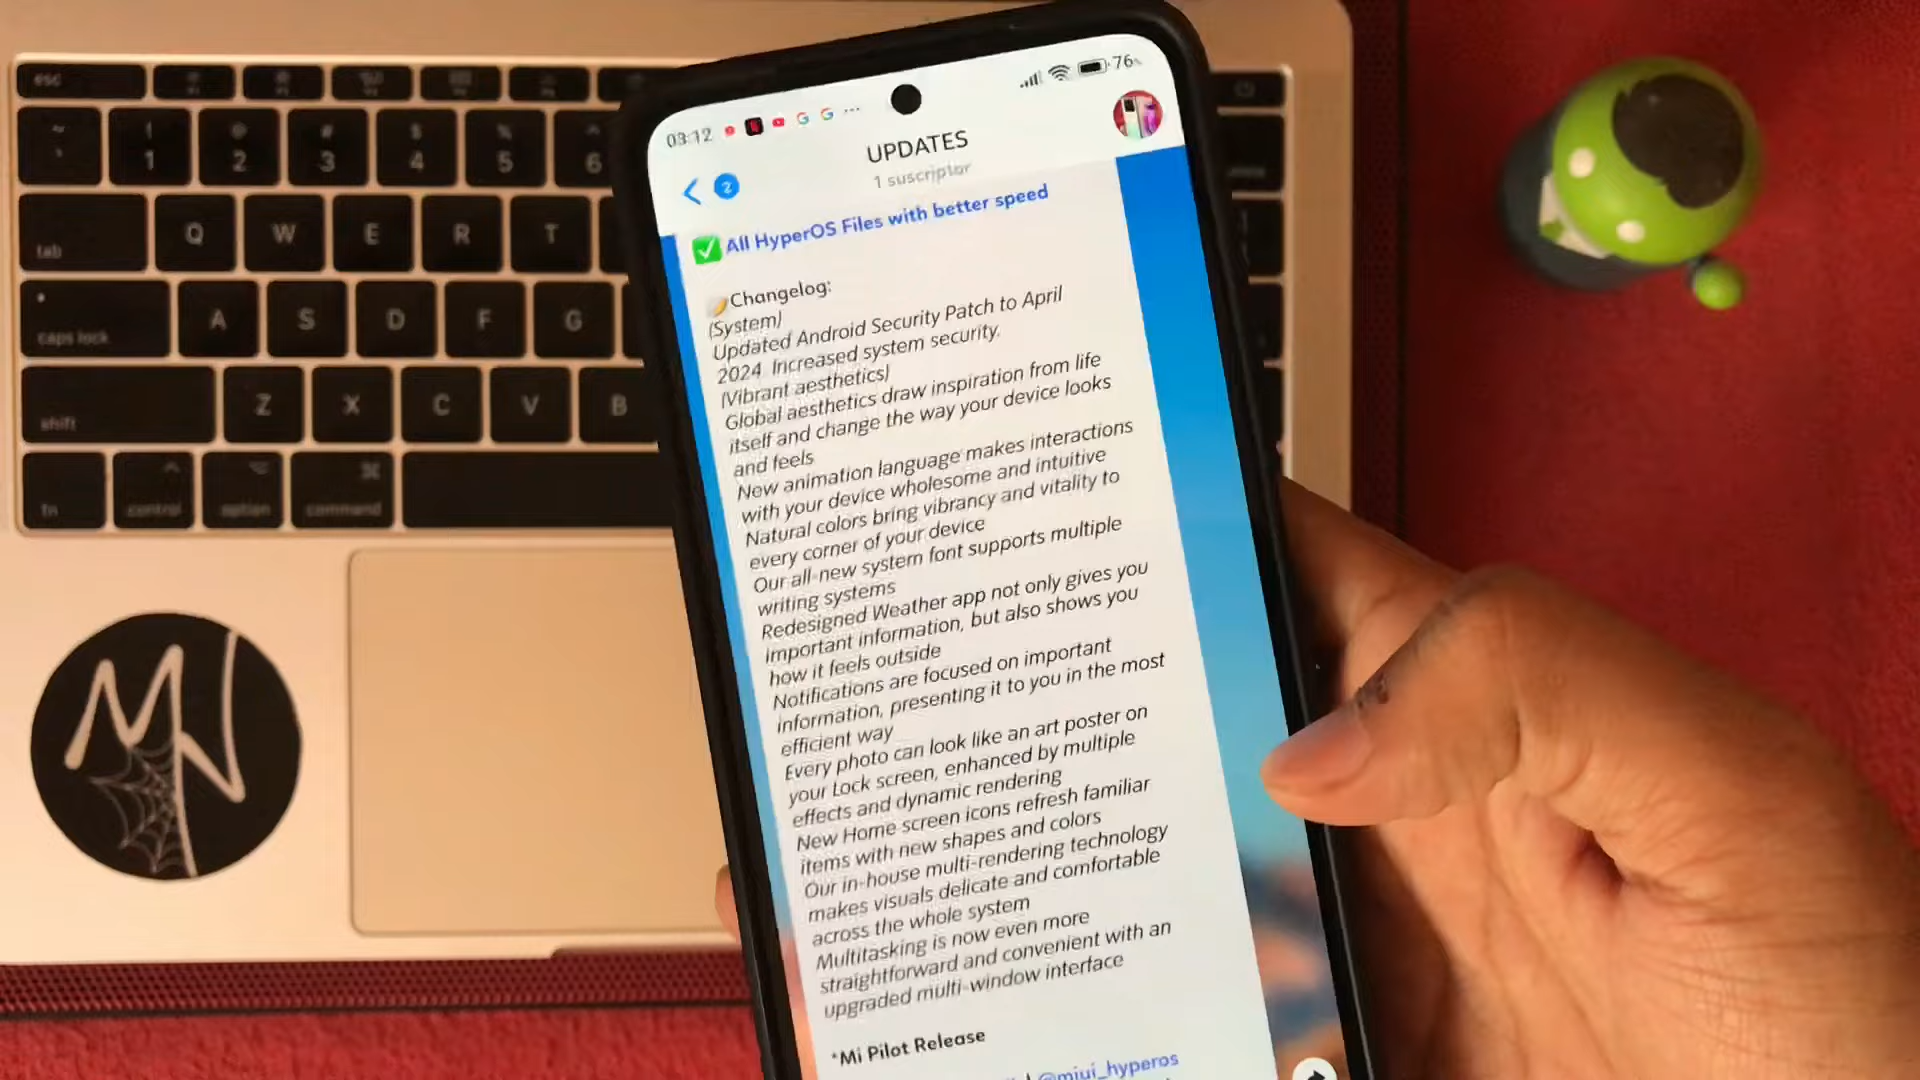 03:12
76%
UPDATES
1 suscriptor
2
All HyperOS Files with better speed
Changelog:
(System)
Updated Android Security Patch to April
2024. Increased system security.
(Vibrant aesthetics)
Global aesthetics draw inspiration from life
itself and change the way your device looks
and feels
New animation language makes interactions
with your device wholesome and intuitive
Natural colors bring vibrancy and vitality to
every corner of your device
Our all-new system font supports multiple
writing systems
Redesigned Weather app not only gives you
important information, but also shows you
how it feels outside
Notifications are focused on important
information, presenting it to you in the most
efficient way
Every photo can look like an art poster on
your Lock screen, enhanced by multiple
effects and dynamic rendering
New Home screen icons refresh familiar
items with new shapes and colors
Our in-house multi-rendering technology
makes visuals delicate and comfortable
across the whole system
Multitasking is now even more
straightforward and convenient with an
upgraded multi-window interface
*Mi Pilot Release
@miui_hyperos
esc
~ ! @ # $ % ^
1 2 3 4 5 6
tab Q W E R T
caps lock A S D F G
shift Z X C V B
fn control option command
MN